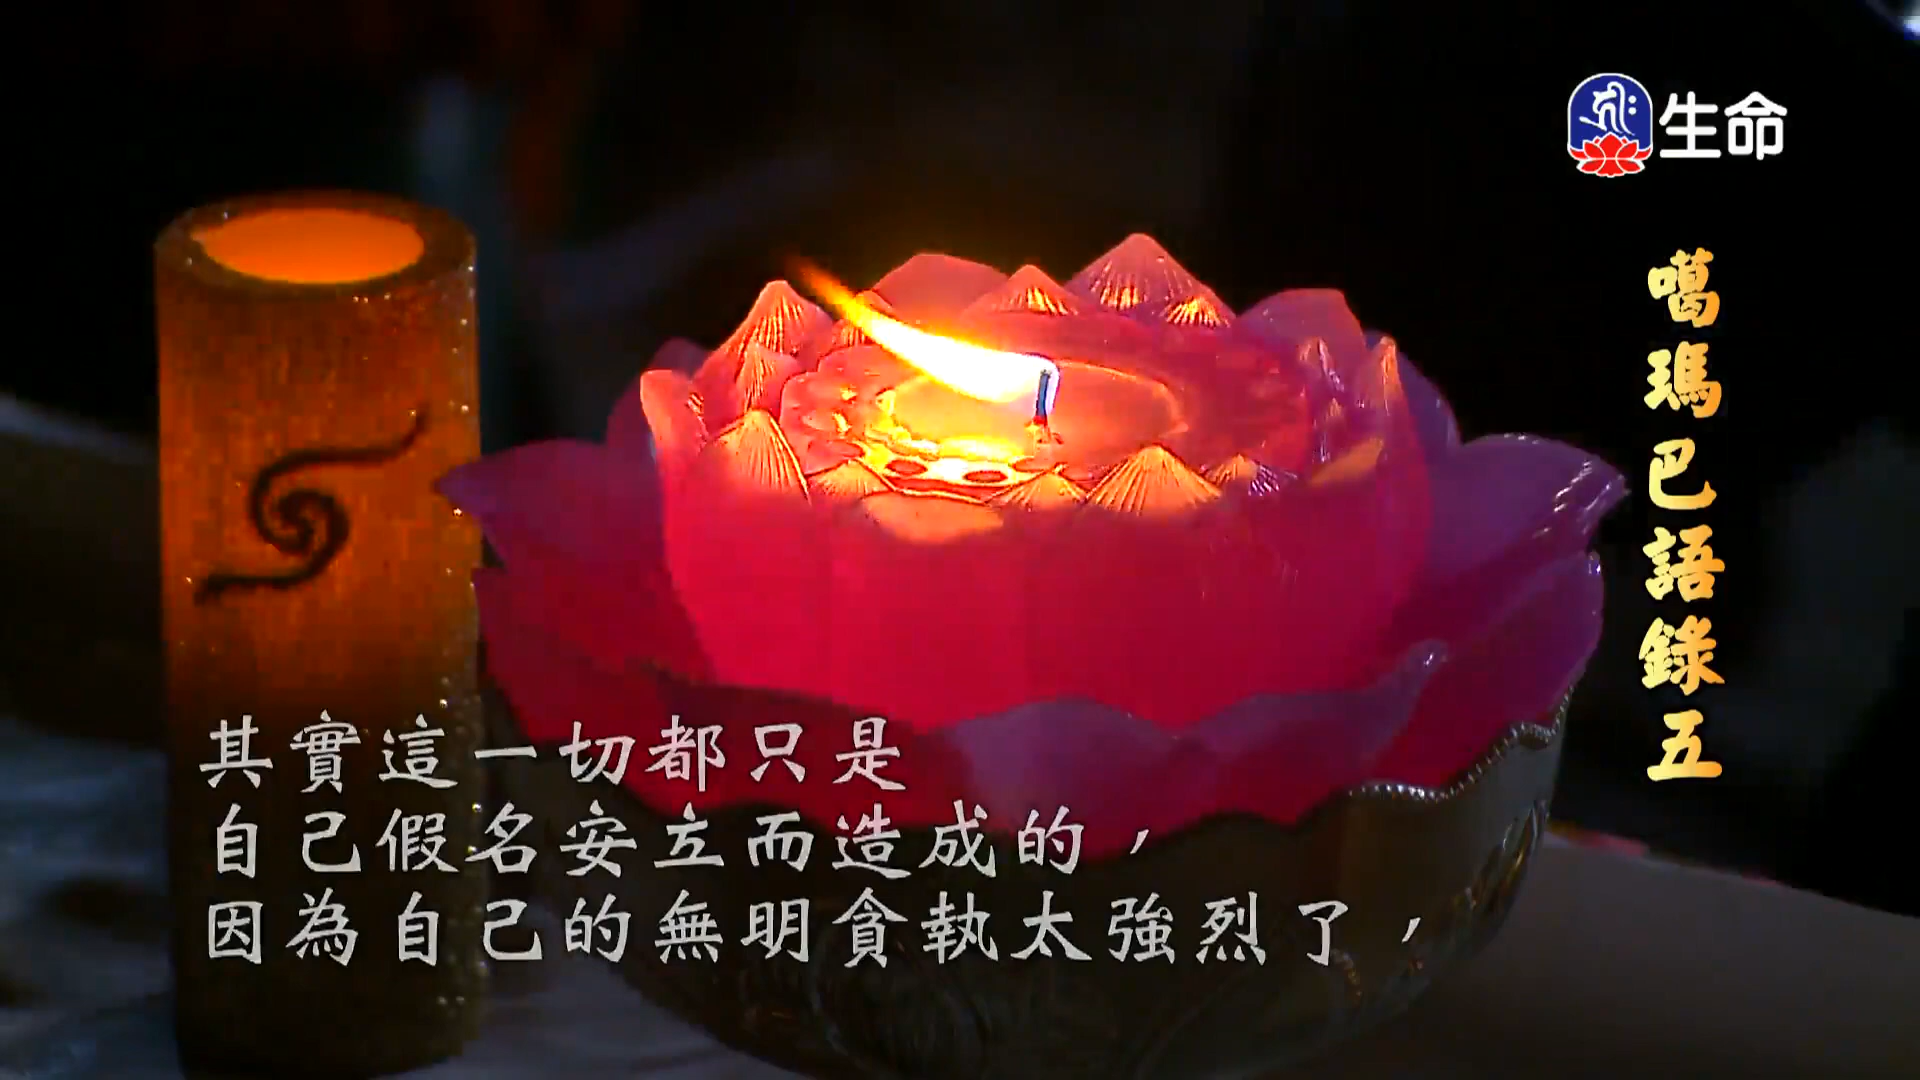 生命
噶瑪巴語錄五
其實這一切都只是
自己假名安立而造成的，
因為自己的無明貪執太強烈了，